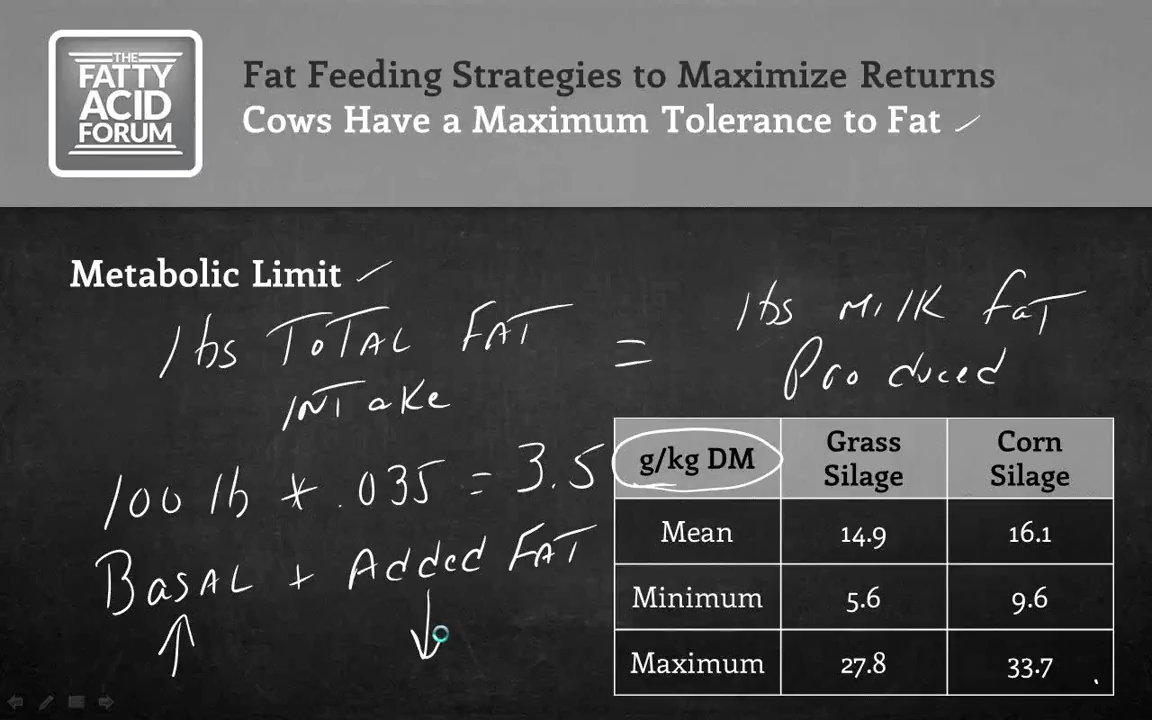 THE
FATTY
ACID
FORUM
Fat Feeding Strategies to Maximize Returns
Cows Have a Maximum Tolerance to Fat
Metabolic Limit
lbs TOTAL FAT
INTake
=
lbs MILK FaT
Produced
100 lb * .035 = 3.5
BasAL + Added FAT
g/kg DM Grass Silage Corn Silage
Mean 14.9 16.1
Minimum 5.6 9.6
Maximum 27.8 33.7